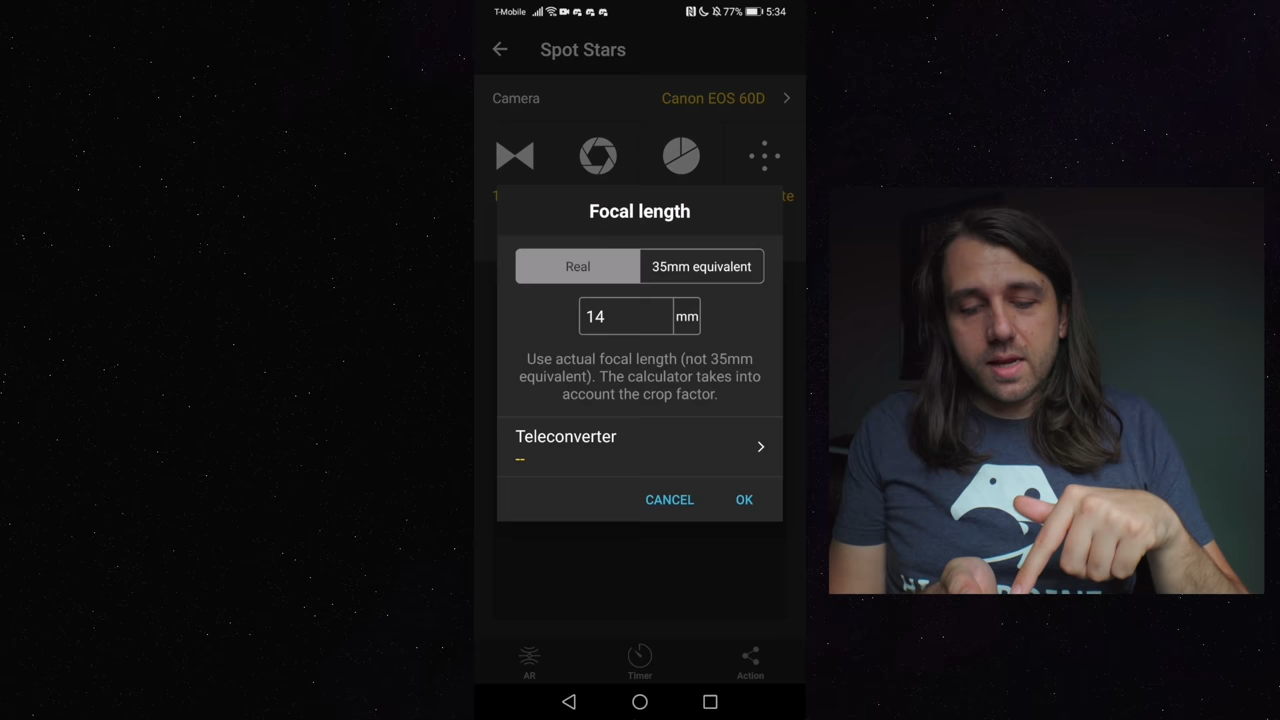 T-Mobile 77% 5:34
Spot Stars
Camera Canon EOS 60D
Focal length
Real 35mm equivalent
14 mm
Use actual focal length (not 35mm
equivalent). The calculator takes into
account the crop factor.
Teleconverter
--
CANCEL OK
AR Timer Action